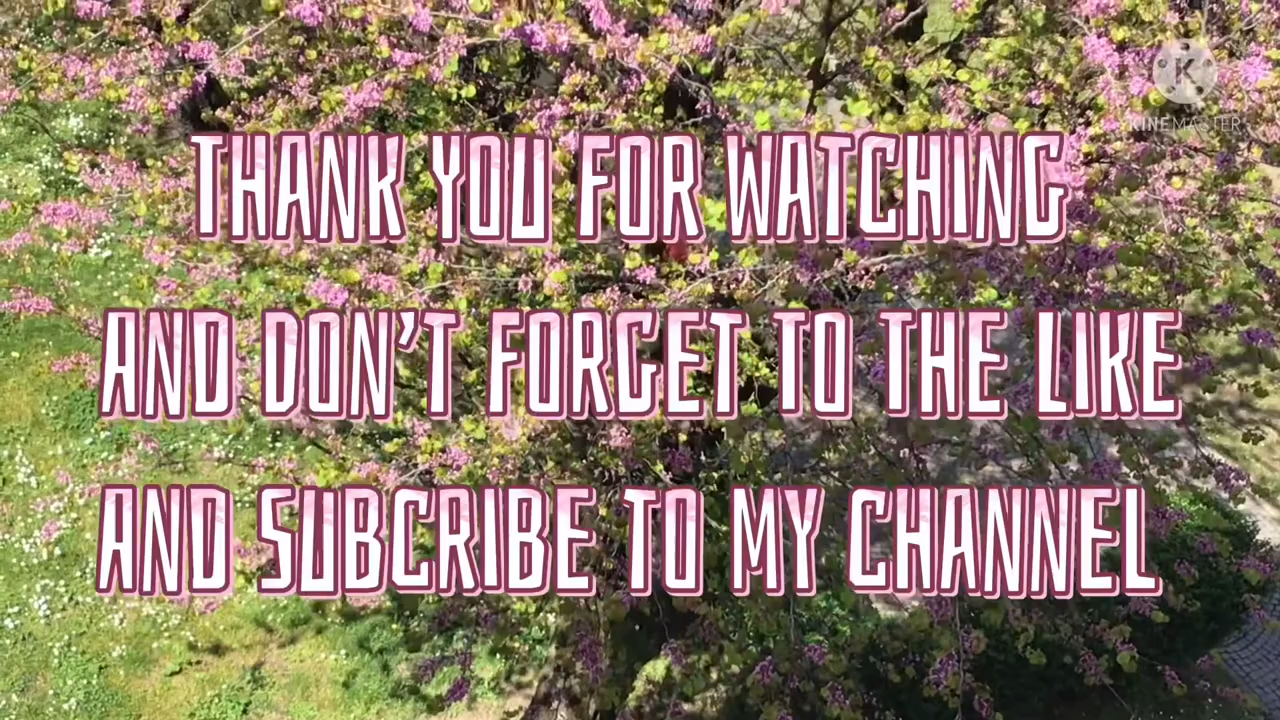 KINEMASTER
THANK YOU FOR WATCHING
AND DON'T FORGET TO THE LIKE
AND SUBCRIBE TO MY CHANNEL